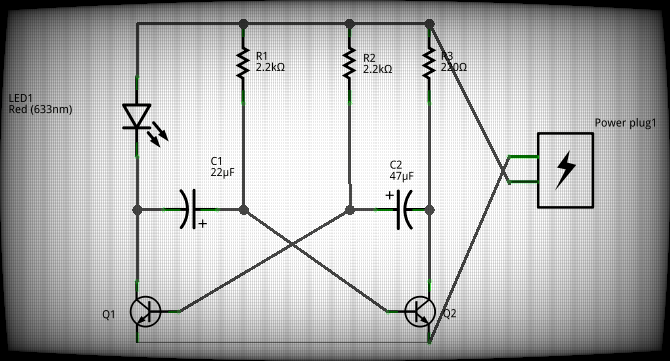 R1
2.2kΩ
R2
2.2kΩ
R3
220Ω
LED1
Red (633nm)
Power plug1
C1
22µF
+
C2
47µF
+
Q1
Q2